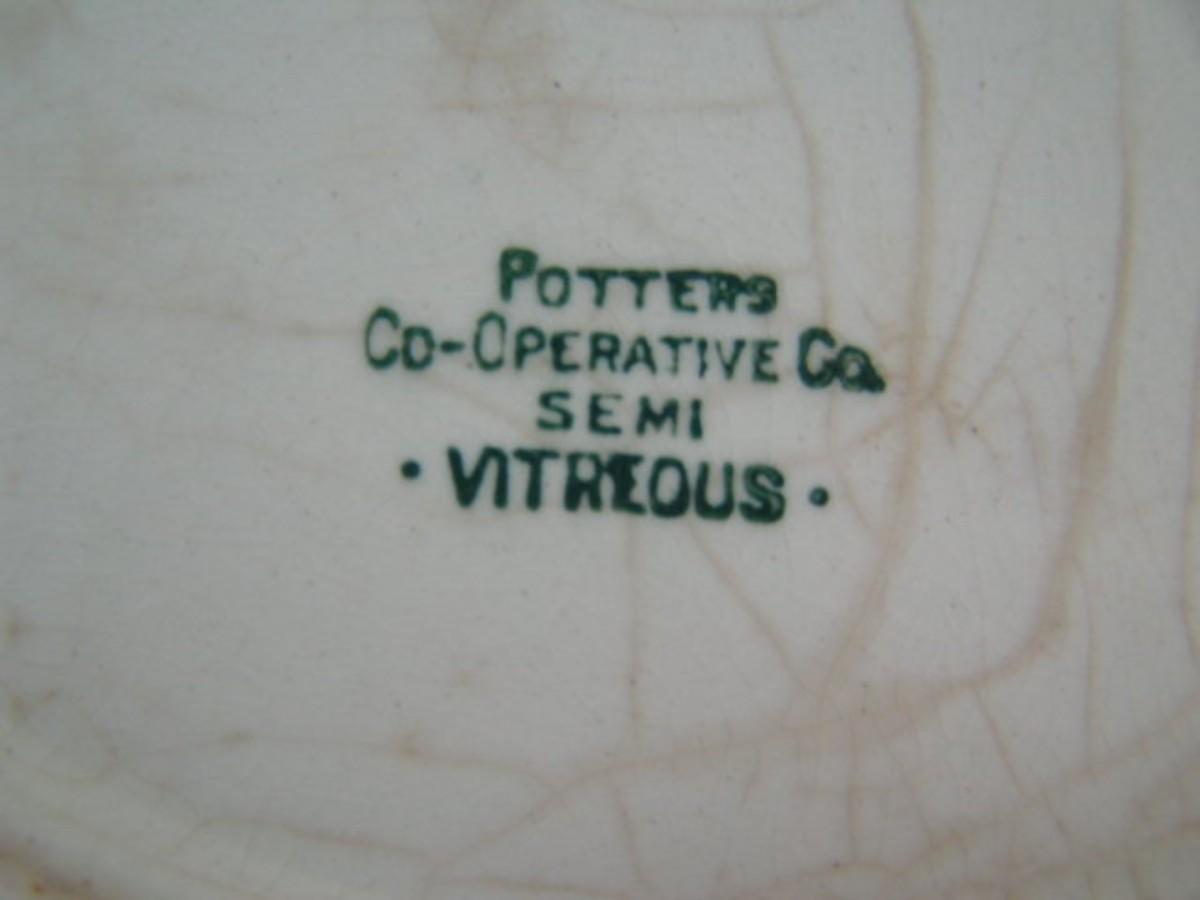 POTTERS
CO-OPERATIVE Co.
SEMI
• VITREOUS •